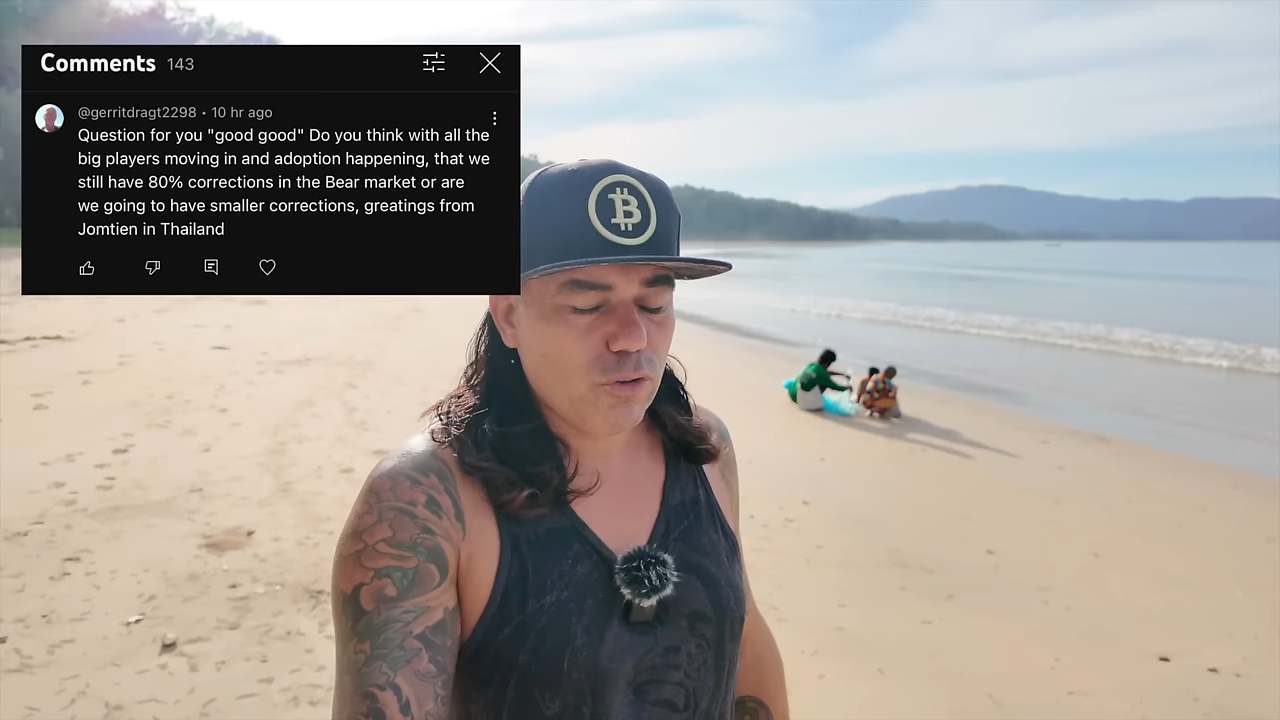 Comments 143
@gerritdragt2298 • 10 hr ago
Question for you "good good" Do you think with all the
big players moving in and adoption happening, that we
still have 80% corrections in the Bear market or are
we going to have smaller corrections, greatings from
Jomtien in Thailand